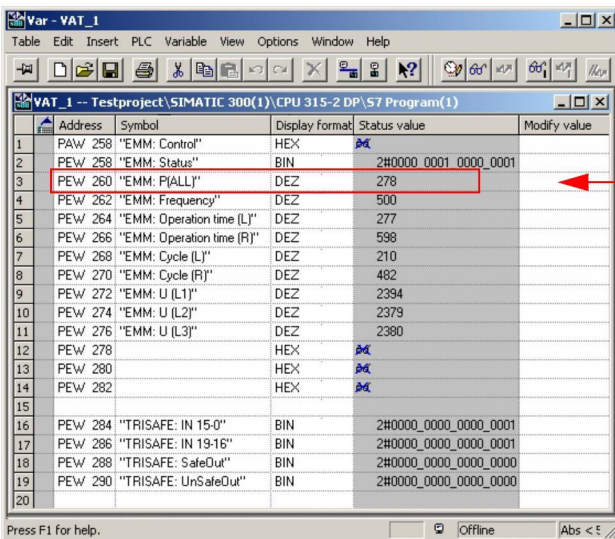 Var - VAT_1
Table Edit Insert PLC Variable View Options Window Help
VAT_1 -- Testproject\SIMATIC 300(1)\CPU 315-2 DP\S7 Program(1)
Address Symbol Display format Status value Modify value
1 PAW 258 "EMM: Control" HEX
2 PEW 258 "EMM: Status" BIN 2#0000_0001_0000_0001
3 PEW 260 "EMM: P(ALL)" DEZ 278
4 PEW 262 "EMM: Frequency" DEZ 500
5 PEW 264 "EMM: Operation time (L)" DEZ 277
6 PEW 266 "EMM: Operation time (R)" DEZ 598
7 PEW 268 "EMM: Cycle (L)" DEZ 210
8 PEW 270 "EMM: Cycle (R)" DEZ 482
9 PEW 272 "EMM: U (L1)" DEZ 2394
10 PEW 274 "EMM: U (L2)" DEZ 2379
11 PEW 276 "EMM: U (L3)" DEZ 2380
12 PEW 278 HEX
13 PEW 280 HEX
14 PEW 282 HEX
15
16 PEW 284 "TRISAFE: IN 15-0" BIN 2#0000_0000_0000_0001
17 PEW 286 "TRISAFE: IN 19-16" BIN 2#0000_0000_0000_0001
18 PEW 288 "TRISAFE: SafeOut" BIN 2#0000_0000_0000_0000
19 PEW 290 "TRISAFE: UnSafeOut" BIN 2#0000_0000_0000_0000
20
Press F1 for help. Offline Abs < 5